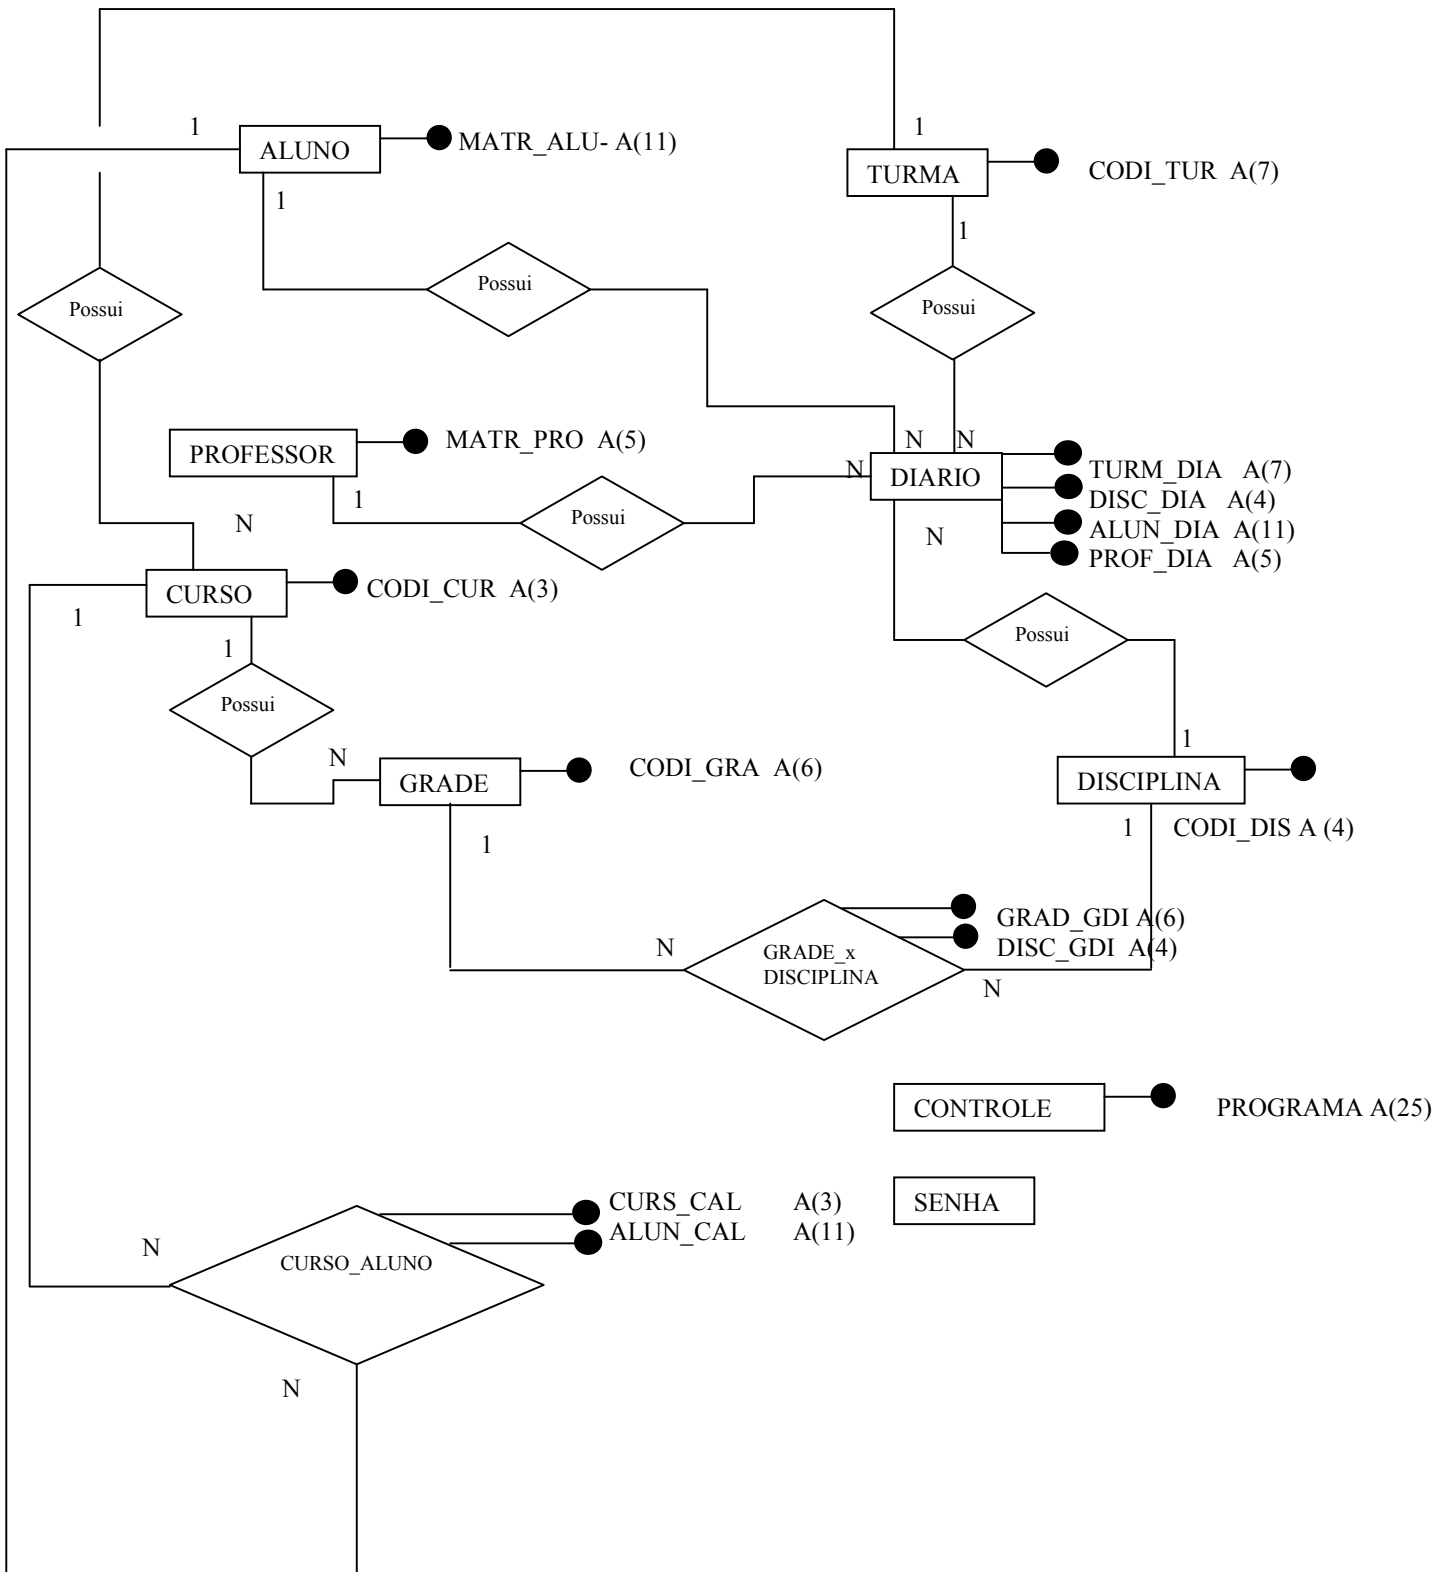 1
1
ALUNO
MATR_ALU- A(11)
TURMA
CODI_TUR A(7)
1
1
Possui
Possui
Possui
PROFESSOR
MATR_PRO A(5)
N
N
N
DIARIO
TURM_DIA A(7)
DISC_DIA A(4)
ALUN_DIA A(11)
PROF_DIA A(5)
1
Possui
N
N
CURSO
CODI_CUR A(3)
1
1
Possui
Possui
N
GRADE
CODI_GRA A(6)
1
DISCIPLINA
1
1
CODI_DIS A (4)
GRAD_GDI A(6)
DISC_GDI A(4)
N
GRADE_x
DISCIPLINA
N
CONTROLE
PROGRAMA A(25)
CURS_CAL A(3)
ALUN_CAL A(11)
SENHA
N
CURSO_ALUNO
N